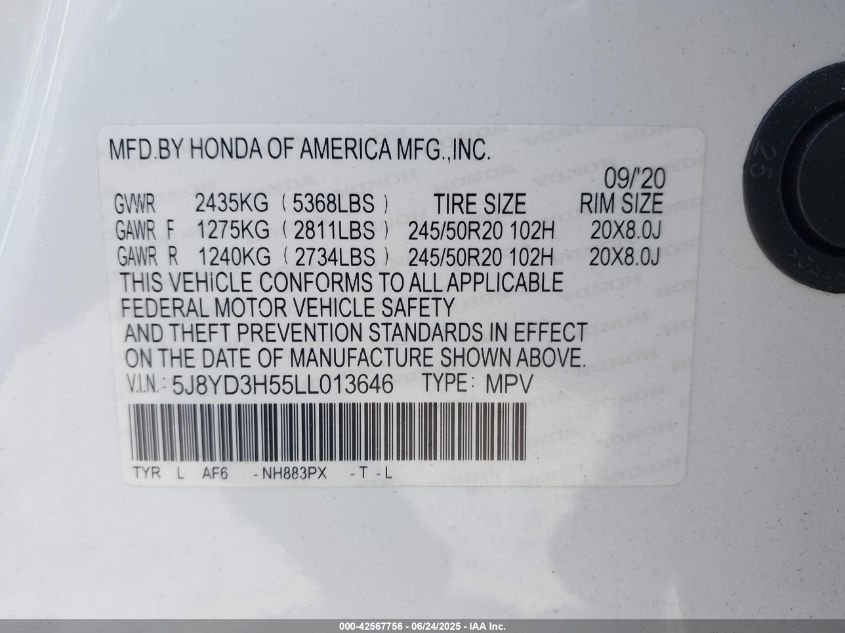 MFD.BY HONDA OF AMERICA MFG.,INC.
09/'20
GVWR 2435KG ( 5368LBS ) TIRE SIZE RIM SIZE
GAWR F 1275KG ( 2811LBS ) 245/50R20 102H 20X8.0J
GAWR R 1240KG ( 2734LBS ) 245/50R20 102H 20X8.0J
THIS VEHICLE CONFORMS TO ALL APPLICABLE
FEDERAL MOTOR VEHICLE SAFETY
AND THEFT PREVENTION STANDARDS IN EFFECT
ON THE DATE OF MANUFACTURE SHOWN ABOVE.
V.I.N.: 5J8YD3H55LL013646 TYPE: MPV
TYR L AF6 -NH883PX -T -L
25
000-42567756 - 06/24/2025 - IAA Inc.